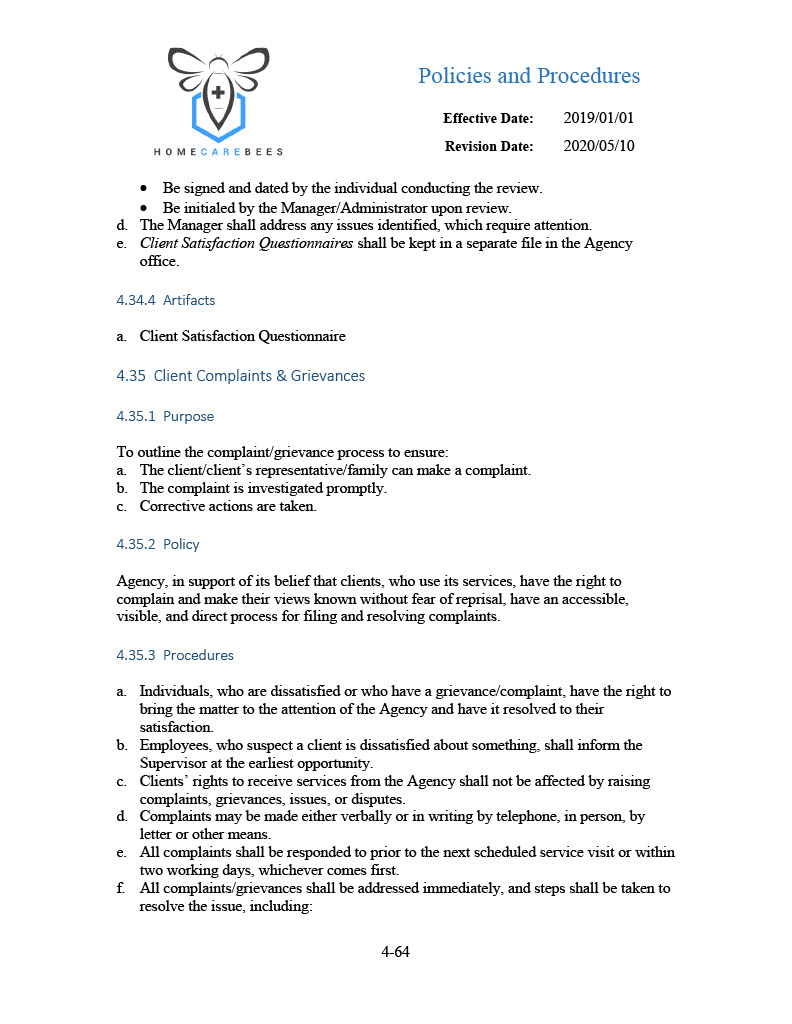 Policies and Procedures
Effective Date: 2019/01/01
Revision Date: 2020/05/10
HOMECAREBEES
• Be signed and dated by the individual conducting the review.
• Be initialed by the Manager/Administrator upon review.
d. The Manager shall address any issues identified, which require attention.
e. Client Satisfaction Questionnaires shall be kept in a separate file in the Agency
office.
4.34.4 Artifacts
a. Client Satisfaction Questionnaire
4.35 Client Complaints & Grievances
4.35.1 Purpose
To outline the complaint/grievance process to ensure:
a. The client/client’s representative/family can make a complaint.
b. The complaint is investigated promptly.
c. Corrective actions are taken.
4.35.2 Policy
Agency, in support of its belief that clients, who use its services, have the right to
complain and make their views known without fear of reprisal, have an accessible,
visible, and direct process for filing and resolving complaints.
4.35.3 Procedures
a. Individuals, who are dissatisfied or who have a grievance/complaint, have the right to
bring the matter to the attention of the Agency and have it resolved to their
satisfaction.
b. Employees, who suspect a client is dissatisfied about something, shall inform the
Supervisor at the earliest opportunity.
c. Clients’ rights to receive services from the Agency shall not be affected by raising
complaints, grievances, issues, or disputes.
d. Complaints may be made either verbally or in writing by telephone, in person, by
letter or other means.
e. All complaints shall be responded to prior to the next scheduled service visit or within
two working days, whichever comes first.
f. All complaints/grievances shall be addressed immediately, and steps shall be taken to
resolve the issue, including:
4-64